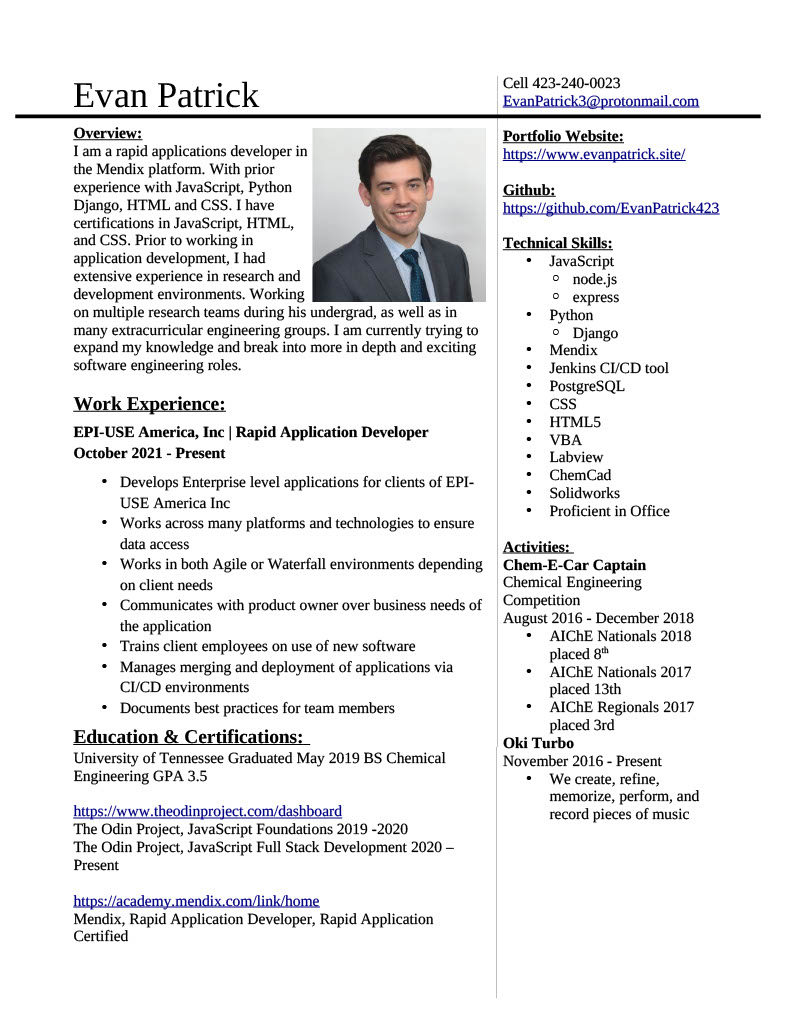 Evan Patrick
Cell 423-240-0023
EvanPatrick3@protonmail.com
Overview:
I am a rapid applications developer in
the Mendix platform. With prior
experience with JavaScript, Python
Django, HTML and CSS. I have
certifications in JavaScript, HTML,
and CSS. Prior to working in
application development, I had
extensive experience in research and
development environments. Working
on multiple research teams during his undergrad, as well as in
many extracurricular engineering groups. I am currently trying to
expand my knowledge and break into more in depth and exciting
software engineering roles.
Work Experience:
EPI-USE America, Inc | Rapid Application Developer
October 2021 - Present
• Develops Enterprise level applications for clients of EPI-
USE America Inc
• Works across many platforms and technologies to ensure
data access
• Works in both Agile or Waterfall environments depending
on client needs
• Communicates with product owner over business needs of
the application
• Trains client employees on use of new software
• Manages merging and deployment of applications via
CI/CD environments
• Documents best practices for team members
Education & Certifications:
University of Tennessee Graduated May 2019 BS Chemical
Engineering GPA 3.5
https://www.theodinproject.com/dashboard
The Odin Project, JavaScript Foundations 2019 -2020
The Odin Project, JavaScript Full Stack Development 2020 –
Present
https://academy.mendix.com/link/home
Mendix, Rapid Application Developer, Rapid Application
Certified
Portfolio Website:
https://www.evanpatrick.site/
Github:
https://github.com/EvanPatrick423
Technical Skills:
• JavaScript
◦ node.js
◦ express
• Python
◦ Django
• Mendix
• Jenkins CI/CD tool
• PostgreSQL
• CSS
• HTML5
• VBA
• Labview
• ChemCad
• Solidworks
• Proficient in Office
Activities:
Chem-E-Car Captain
Chemical Engineering
Competition
August 2016 - December 2018
• AIChE Nationals 2018
placed 8th
• AIChE Nationals 2017
placed 13th
• AIChE Regionals 2017
placed 3rd
Oki Turbo
November 2016 - Present
• We create, refine,
memorize, perform, and
record pieces of music